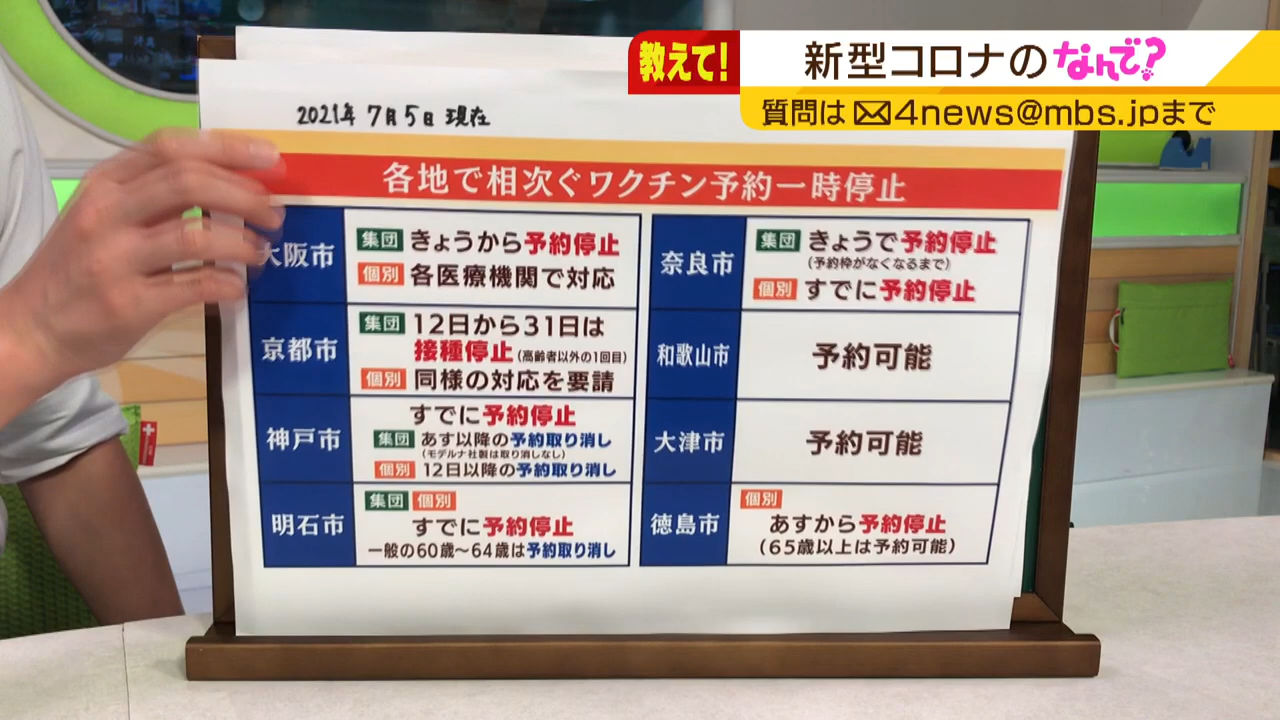 教えて!
新型コロナのなんで?
質問は✉4news@mbs.jpまで
2021年 7月5日 現在
各地で相次ぐワクチン予約一時停止
大阪市
集団 きょうから予約停止
個別 各医療機関で対応
京都市
集団 12日から31日は
接種停止(高齢者以外の1回目)
個別 同様の対応を要請
神戸市
すでに予約停止
集団 あす以降の予約取り消し
(モデルナ社製は取り消しなし)
個別 12日以降の予約取り消し
明石市
集団 個別
すでに予約停止
一般の60歳～64歳は予約取り消し
奈良市
集団 きょうで予約停止
(予約枠がなくなるまで)
個別 すでに予約停止
和歌山市
予約可能
大津市
予約可能
徳島市
個別
あすから予約停止
(65歳以上は予約可能)